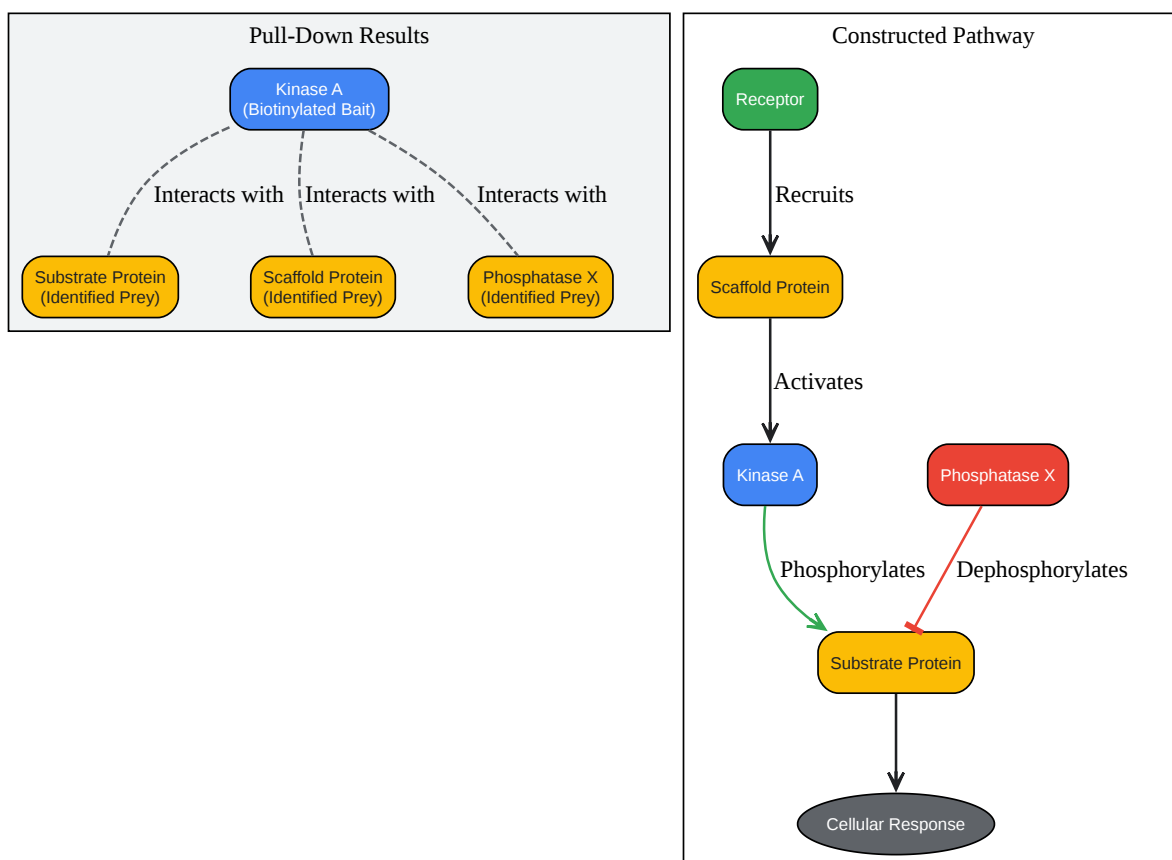 Pull-Down Results
Kinase A
(Biotinylated Bait)
Interacts with
Interacts with
Interacts with
Substrate Protein
(Identified Prey)
Scaffold Protein
(Identified Prey)
Phosphatase X
(Identified Prey)
Constructed Pathway
Receptor
Recruits
Scaffold Protein
Activates
Kinase A
Phosphatase X
Phosphorylates
Dephosphorylates
Substrate Protein
Cellular Response